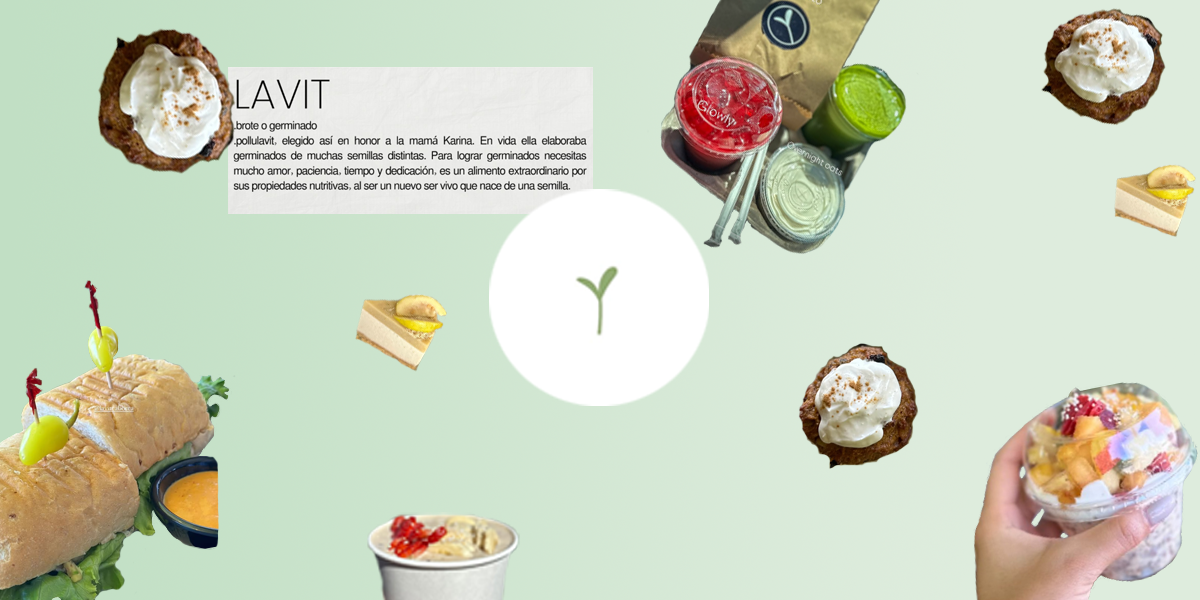 LAVIT
.brote o germinado
.pollulavit, elegido así en honor a la mamá Karina. En vida ella elaboraba
germinados de muchas semillas distintas. Para lograr germinados necesitas
mucho amor, paciencia, tiempo y dedicación, es un alimento extraordinario por
sus propiedades nutritivas, al ser un nuevo ser vivo que nace de una semilla.
Glowly
Overnight oats